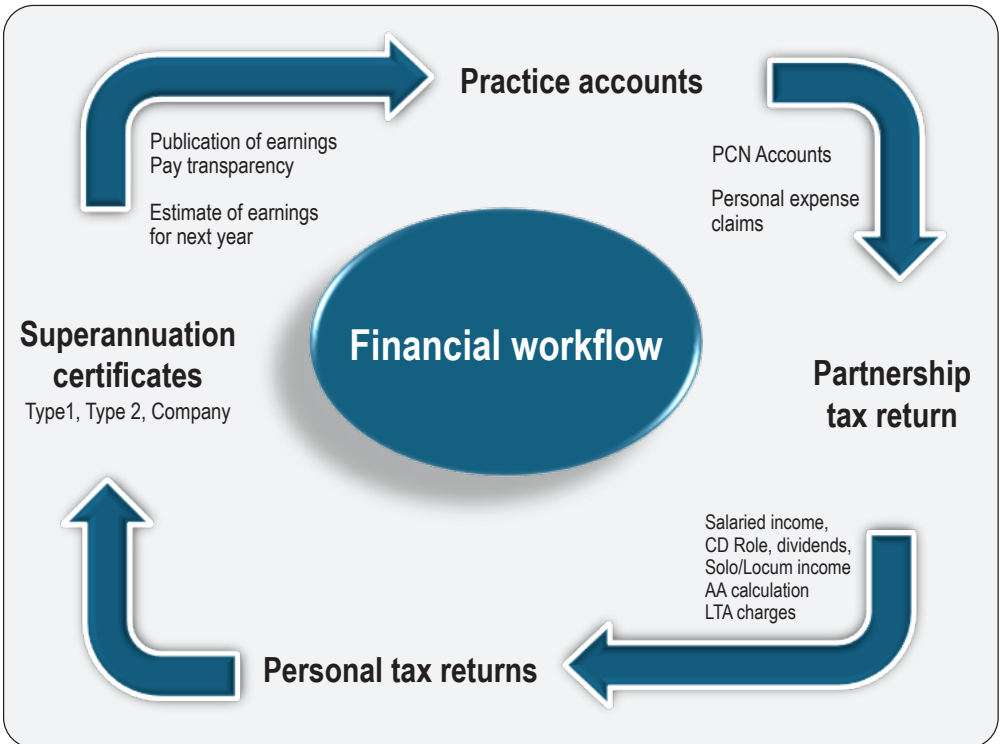 Practice accounts
Publication of earnings
Pay transparency
Estimate of earnings
for next year
PCN Accounts
Personal expense
claims
Financial workflow
Superannuation
certificates
Type1, Type 2, Company
Partnership
tax return
Salaried income,
CD Role, dividends,
Solo/Locum income
AA calculation
LTA charges
Personal tax returns